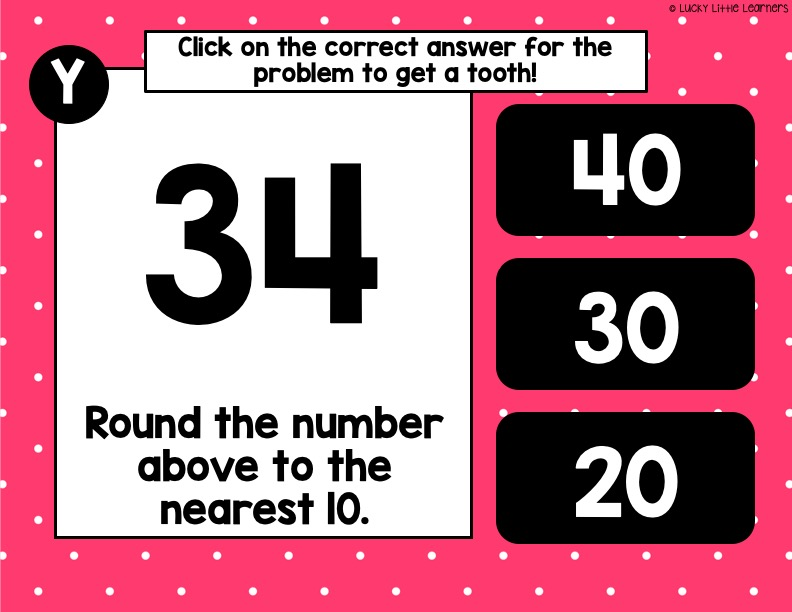 © Lucky Little Learners
Click on the correct answer for the
problem to get a tooth!
Y
34
Round the number
above to the
nearest 10.
40
30
20